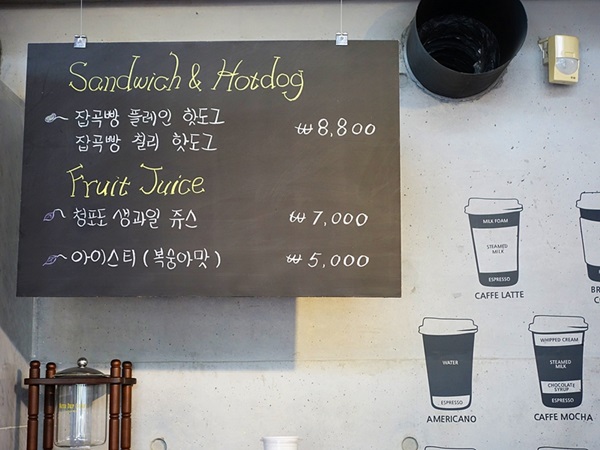 Sandwich & Hotdog
잡곡빵 플레인 핫도그
잡곡빵 칠리 핫도그
₩8,800
Fruit Juice
청포도 생과일 쥬스 ₩7,000
아이스티 (복숭아맛) ₩5,000
MILK FOAM
STEAMED
MILK
ESPRESSO
CAFFE LATTE
WATER
ESPRESSO
AMERICANO
WHIPPED CREAM
STEAMED
MILK
CHOCOLATE
SYRUP
ESPRESSO
CAFFE MOCHA